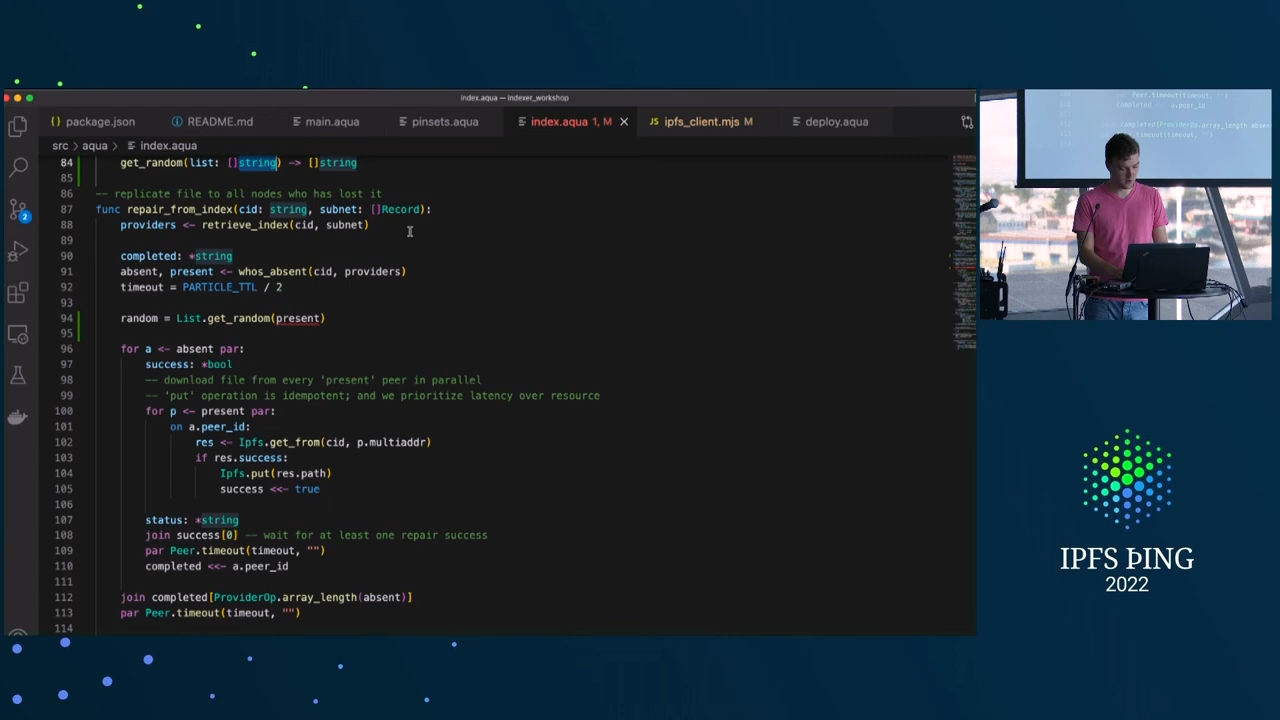 index.aqua — indexer_workshop
package.json
README.md
main.aqua
pinsets.aqua
index.aqua 1, M
ipfs_client.mjs M
deploy.aqua
src > aqua > index.aqua
2
84 get_random(list: []string) -> []string
85
86 -- replicate file to all nodes who has lost it
87 func repair_from_index(cid: string, subnet: []Record):
88 providers <- retrieve_index(cid, subnet)
89
90 completed: *string
91 absent, present <- whos_absent(cid, providers)
92 timeout = PARTICLE_TTL / 2
93
94 random = List.get_random(present)
95
96 for a <- absent par:
97 success: *bool
98 -- download file from every 'present' peer in parallel
99 -- 'put' operation is idempotent; and we prioritize latency over resource
100 for p <- present par:
101 on a.peer_id:
102 res <- Ipfs.get_from(cid, p.multiaddr)
103 if res.success:
104 Ipfs.put(res.path)
105 success <<- true
106
107 status: *string
108 join success[0] -- wait for at least one repair success
109 par Peer.timeout(timeout, "")
110 completed <<- a.peer_id
111
112 join completed[ProviderOp.array_length(absent)]
113 par Peer.timeout(timeout, "")
114
IPFS ÞING
2022